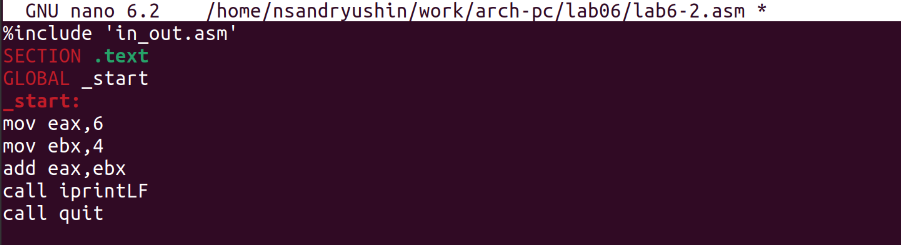 GNU nano 6.2    /home/nsandryushin/work/arch-pc/lab06/lab6-2.asm *
%include 'in_out.asm'
SECTION .text
GLOBAL _start
_start:
mov eax,6
mov ebx,4
add eax,ebx
call iprintLF
call quit